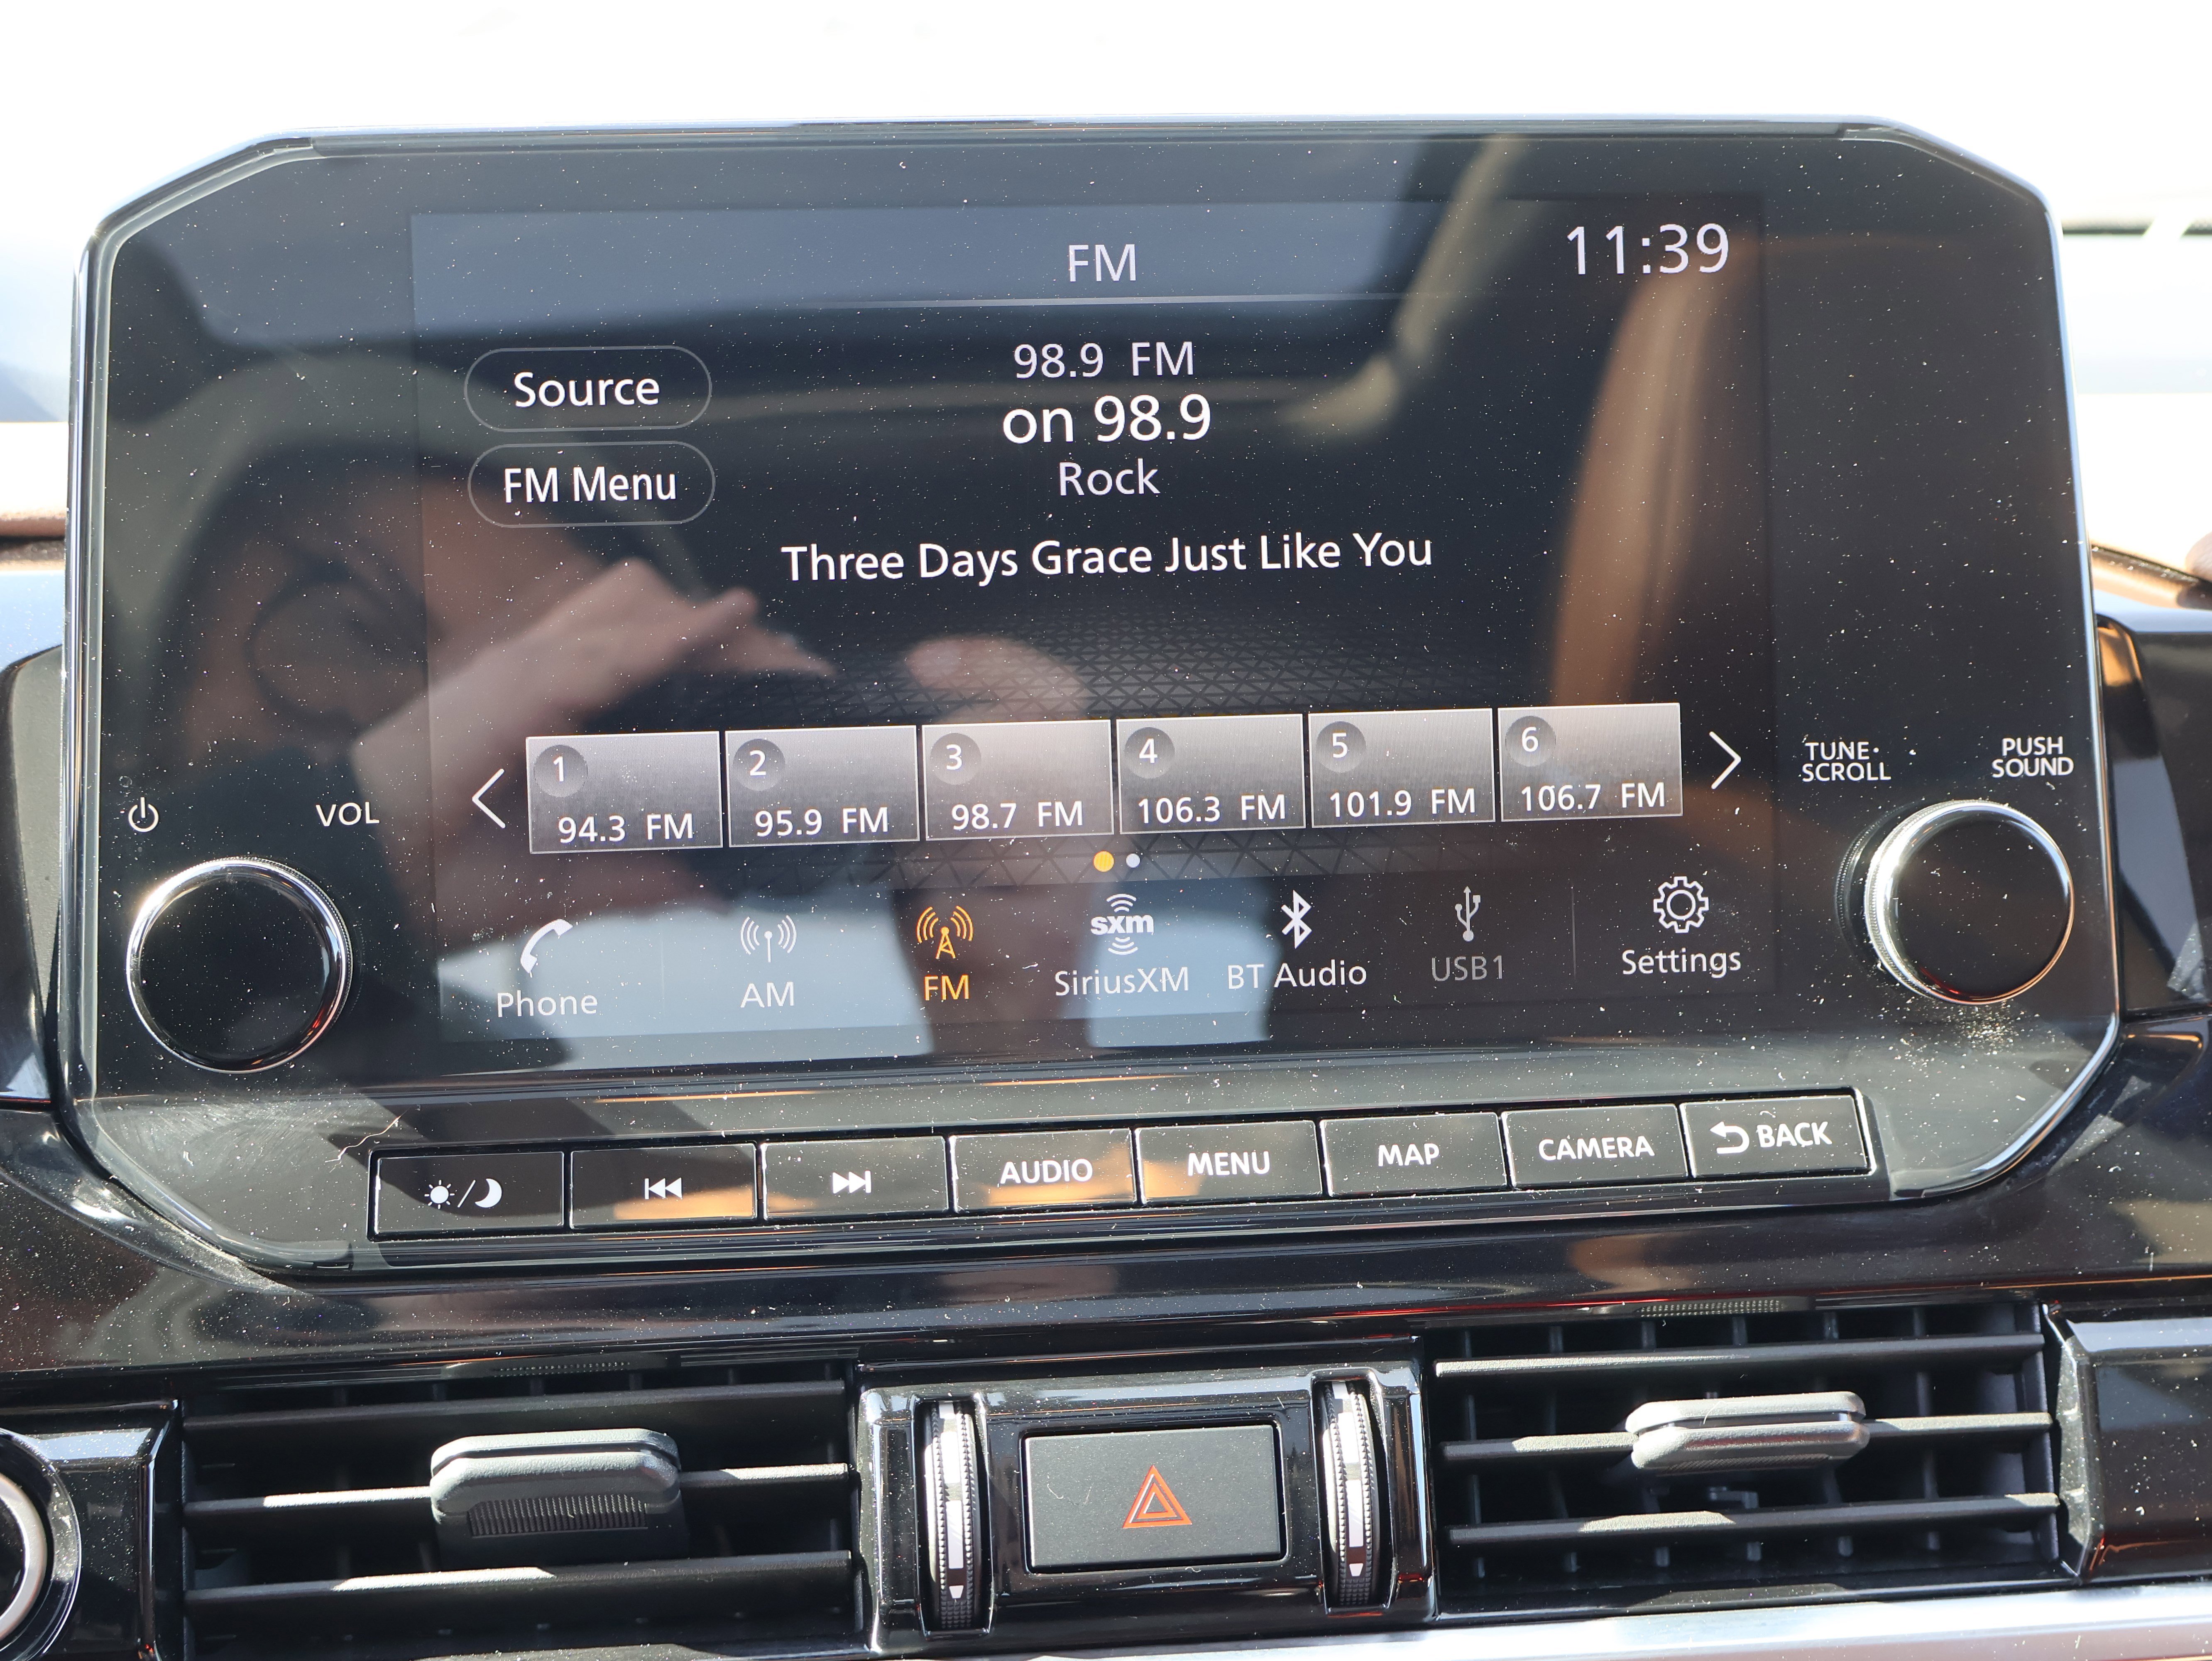 FM
11:39
98.9 FM
Source
on 98.9
FM Menu
Rock
Three Days Grace Just Like You
1 94.3 FM
2 95.9 FM
3 98.7 FM
4 106.3 FM
5 101.9 FM
6 106.7 FM
VOL
TUNE·
SCROLL
PUSH
SOUND
Phone
AM
FM
sxm
SiriusXM
BT Audio
USB1
Settings
AUDIO
MENU
MAP
CAMERA
BACK